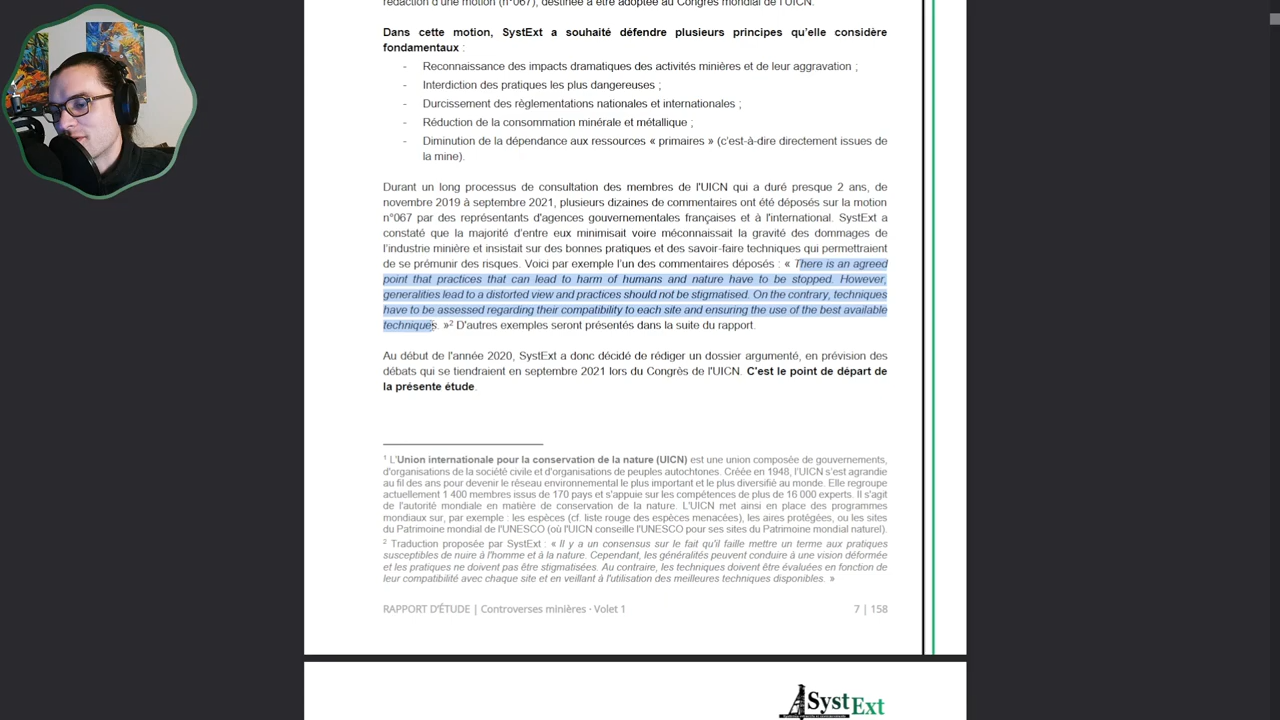 rédaction d'une motion (n°067), destinée à être adoptée au Congrès mondial de l'UICN.
Dans cette motion, SystExt a souhaité défendre plusieurs principes qu'elle considère
fondamentaux :
- Reconnaissance des impacts dramatiques des activités minières et de leur aggravation ;
- Interdiction des pratiques les plus dangereuses ;
- Durcissement des règlementations nationales et internationales ;
- Réduction de la consommation minérale et métallique ;
- Diminution de la dépendance aux ressources « primaires » (c'est-à-dire directement issues de
la mine).
Durant un long processus de consultation des membres de l'UICN qui a duré presque 2 ans, de
novembre 2019 à septembre 2021, plusieurs dizaines de commentaires ont été déposés sur la motion
n°067 par des représentants d'agences gouvernementales françaises et à l'international. SystExt a
constaté que la majorité d'entre eux minimisait voire méconnaissait la gravité des dommages de
l'industrie minière et insistait sur des bonnes pratiques et des savoir-faire techniques qui permettraient
de se prémunir des risques. Voici par exemple l'un des commentaires déposés : « There is an agreed
point that practices that can lead to harm of humans and nature have to be stopped. However,
generalities lead to a distorted view and practices should not be stigmatised. On the contrary, techniques
have to be assessed regarding their compatibility to each site and ensuring the use of the best available
techniques. »² D'autres exemples seront présentés dans la suite du rapport.
Au début de l'année 2020, SystExt a donc décidé de rédiger un dossier argumenté, en prévision des
débats qui se tiendraient en septembre 2021 lors du Congrès de l'UICN. C'est le point de départ de
la présente étude.
¹ L'Union internationale pour la conservation de la nature (UICN) est une union composée de gouvernements,
d'organisations de la société civile et d'organisations de peuples autochtones. Créée en 1948, l'UICN s'est agrandie
au fil des ans pour devenir le réseau environnemental le plus important et le plus diversifié au monde. Elle regroupe
actuellement 1 400 membres issus de 170 pays et s'appuie sur les compétences de plus de 16 000 experts. Il s'agit
de l'autorité mondiale en matière de conservation de la nature. L'UICN met ainsi en place des programmes
mondiaux sur, par exemple : les espèces (cf. liste rouge des espèces menacées), les aires protégées, ou les sites
du Patrimoine mondial de l'UNESCO (où l'UICN conseille l'UNESCO pour ses sites du Patrimoine mondial naturel).
² Traduction proposée par SystExt : « Il y a un consensus sur le fait qu'il faille mettre un terme aux pratiques
susceptibles de nuire à l'homme et à la nature. Cependant, les généralités peuvent conduire à une vision déformée
et les pratiques ne doivent pas être stigmatisées. Au contraire, les techniques doivent être évaluées en fonction de
leur compatibilité avec chaque site et en veillant à l'utilisation des meilleures techniques disponibles. »
RAPPORT D'ÉTUDE | Controverses minières · Volet 1
7 | 158
SystExt